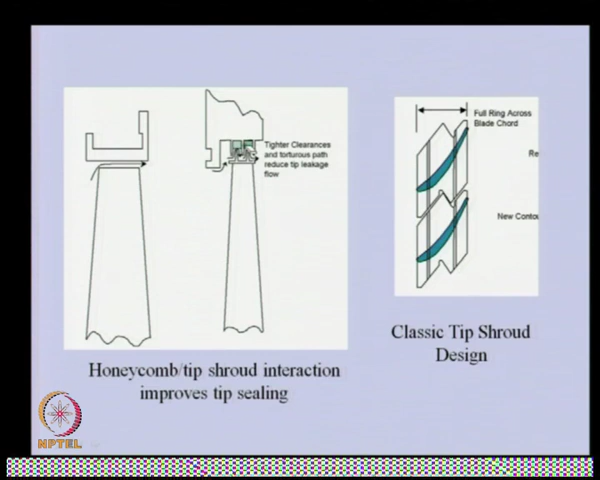 Tighter Clearances
and torturous path
reduce tip leakage
flow
Full Ring Across
Blade Chord
Re
New Contou
Honeycomb/tip shroud interaction
improves tip sealing
Classic Tip Shroud
Design
NPTEL